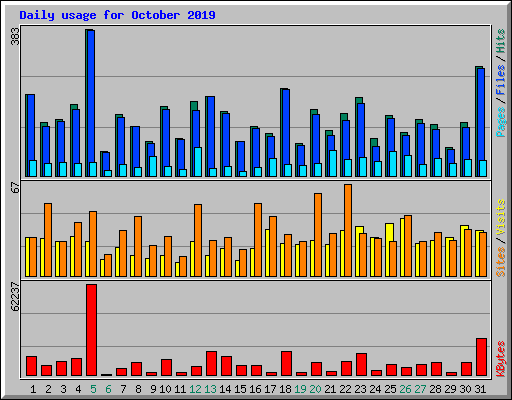 Daily usage for October 2019
383
Pages / Files / Hits
67
Sites / Visits
62237
KBytes
1 2 3 4 5 6 7 8 9 10 11 12 13 14 15 16 17 18 19 20 21 22 23 24 25 26 27 28 29 30 31